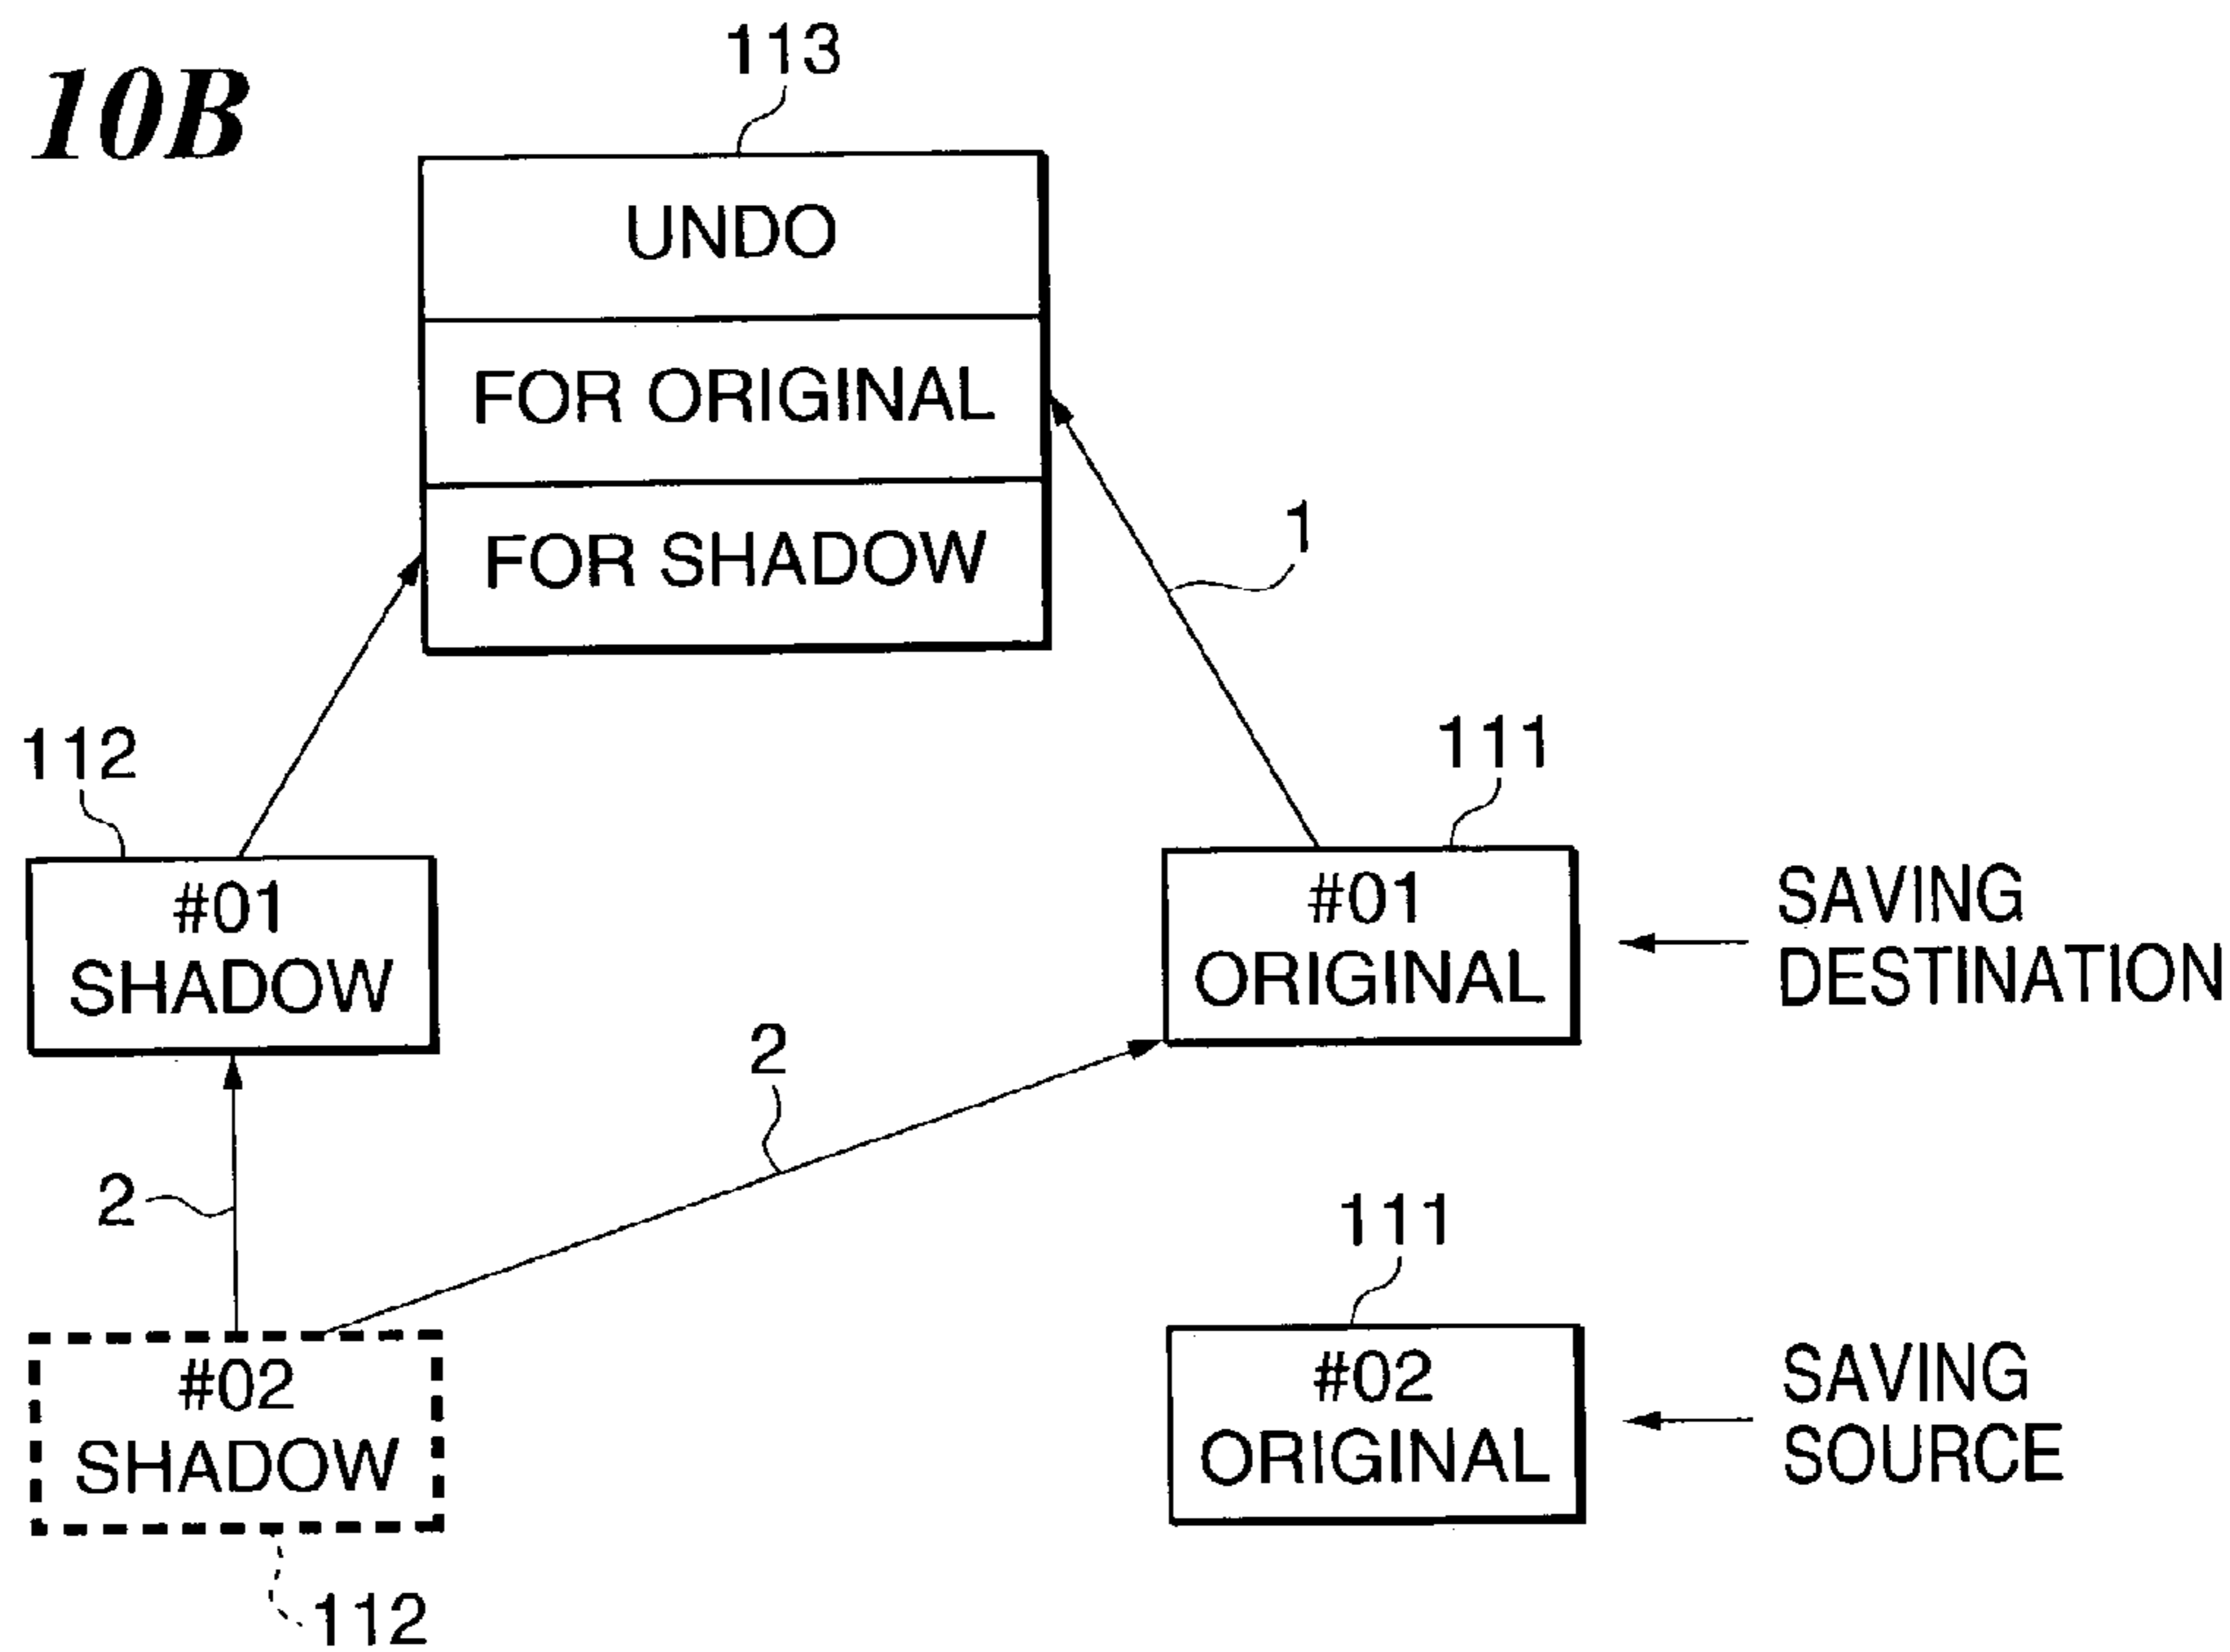 10B
113
UNDO
FOR ORIGINAL
FOR SHADOW
1
112
111
#01
SHADOW
#01
ORIGINAL
SAVING
DESTINATION
2
2
111
#02
SHADOW
#02
ORIGINAL
SAVING
SOURCE
112